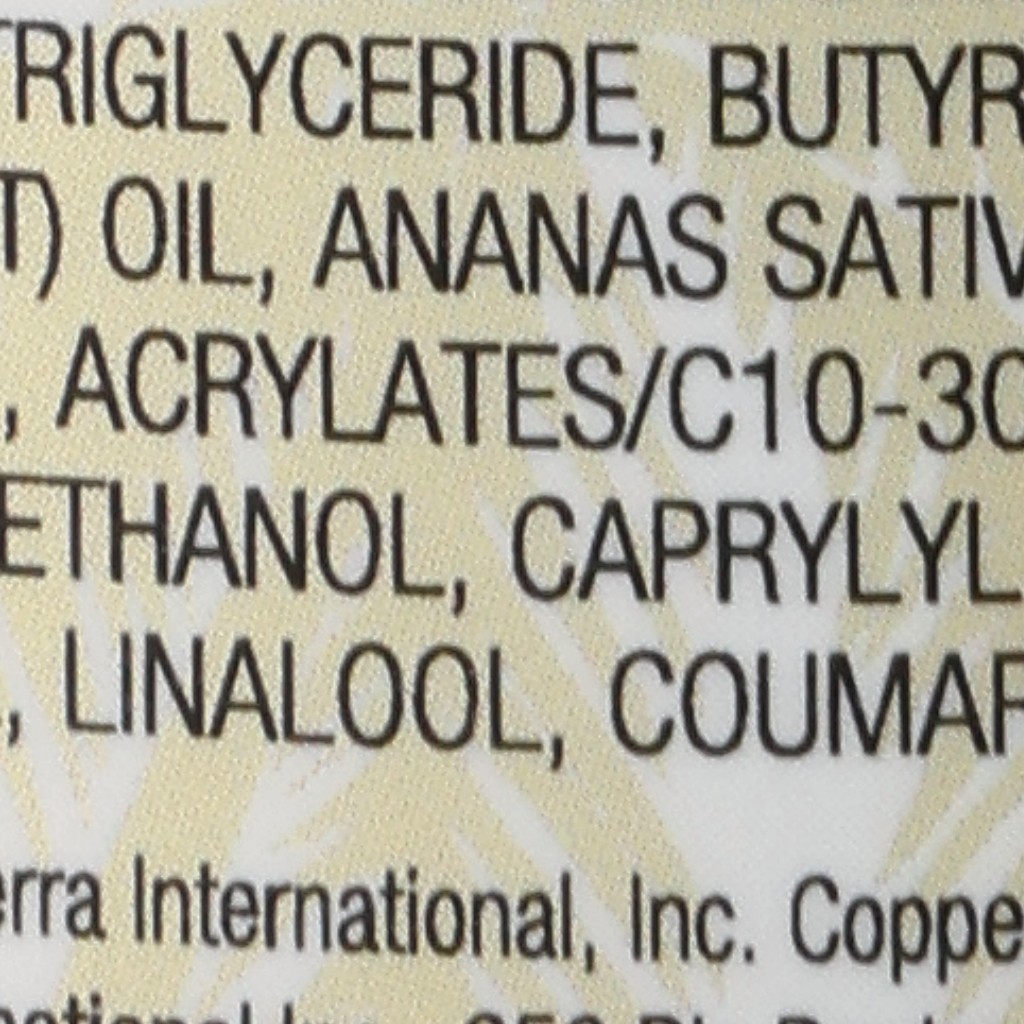 TRIGLYCERIDE, BUTYR
T) OIL, ANANAS SATIV
, ACRYLATES/C10-30
ETHANOL, CAPRYLYL
, LINALOOL, COUMAR
erra International, Inc. Coppe